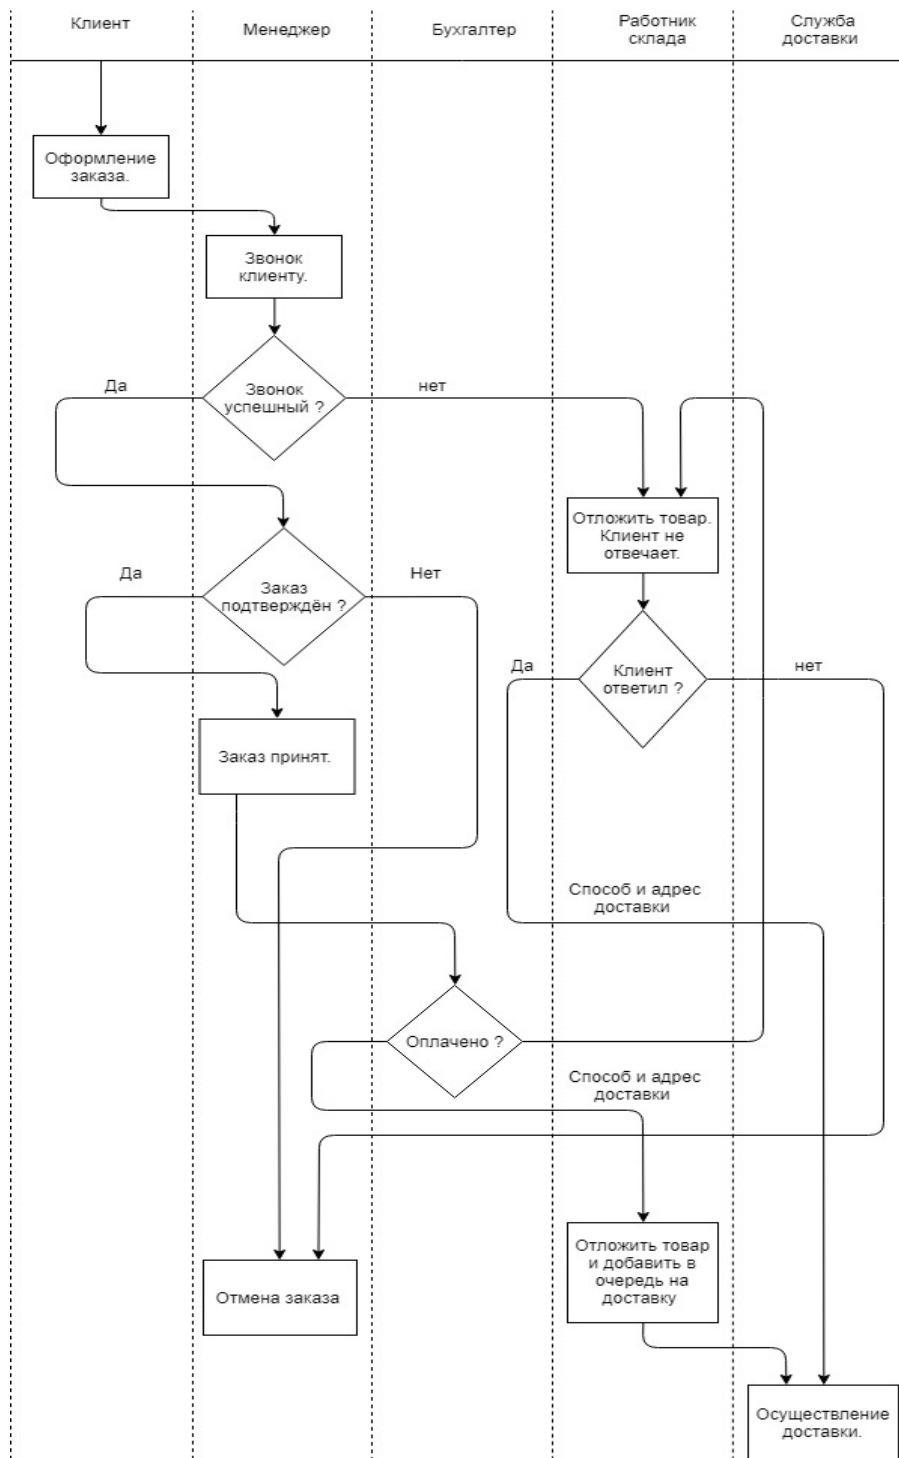 Клиент
Менеджер
Бухгалтер
Работник
склада
Служба
доставки
Оформление
заказа.
Звонок
клиенту.
Да
Звонок
успешный ?
нет
Отложить товар.
Клиент не
отвечает.
Да
Заказ
подтверждён ?
Нет
Да
Клиент
ответил ?
нет
Заказ принят.
Способ и адрес
доставки
Оплачено ?
Способ и адрес
доставки
Отложить товар
и добавить в
очередь на
доставку
Отмена заказа
Осуществление
доставки.